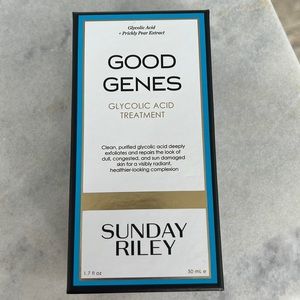 Glycolic Acid
+ Prickly Pear Extract
GOOD
GENES
GLYCOLIC ACID
TREATMENT
Clean, purified glycolic acid deeply
exfoliates and repairs the look of
dull, congested, and sun damaged
skin for a visibly radiant,
healthier-looking complexion
SUNDAY
RILEY
1.7 fl oz 50 mL e